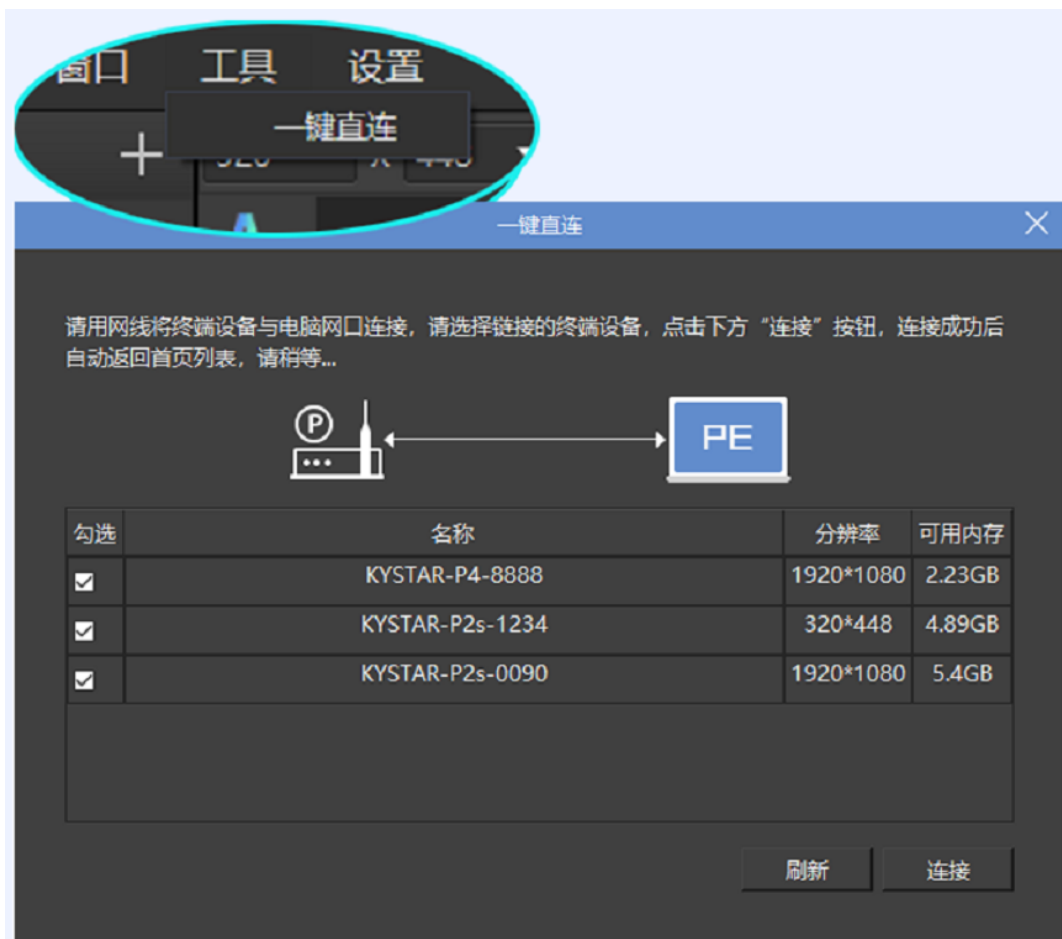 窗口 工具 设置
一键直连
一键直连
请用网线将终端设备与电脑网口连接，请选择链接的终端设备，点击下方“连接”按钮，连接成功后
自动返回首页列表，请稍等...
P
PE
勾选 名称 分辨率 可用内存
KYSTAR-P4-8888 1920*1080 2.23GB
KYSTAR-P2s-1234 320*448 4.89GB
KYSTAR-P2s-0090 1920*1080 5.4GB
刷新 连接